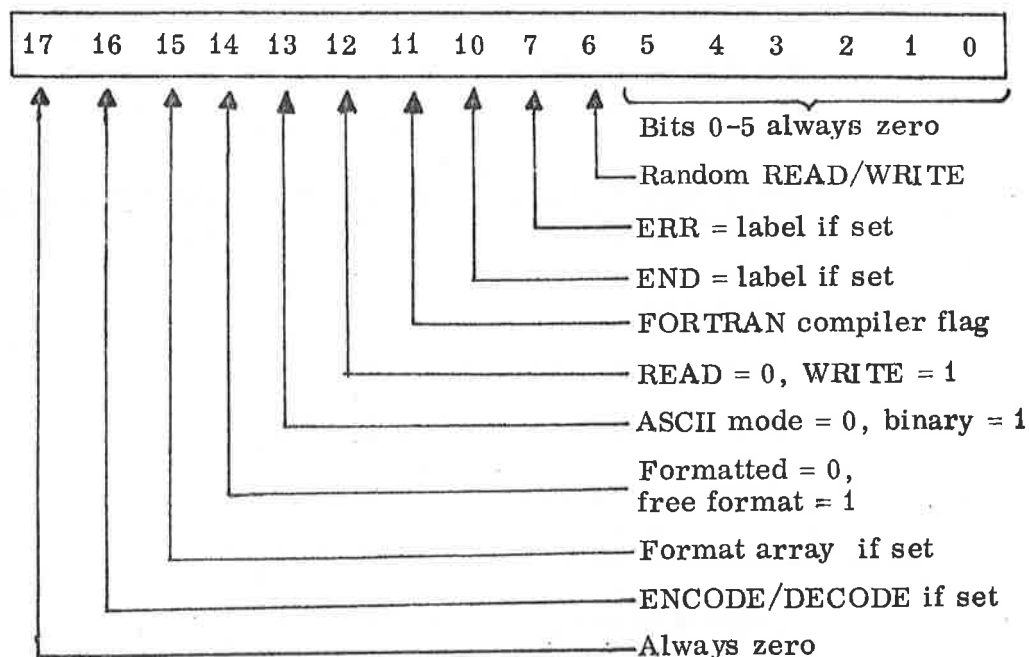 17 16 15 14 13 12 11 10 7 6 5 4 3 2 1 0
Bits 0-5 always zero
Random READ/WRITE
ERR = label if set
END = label if set
FORTRAN compiler flag
READ = 0, WRITE = 1
ASCII mode = 0, binary = 1
Formatted = 0,
free format = 1
Format array if set
ENCODE/DECODE if set
Always zero